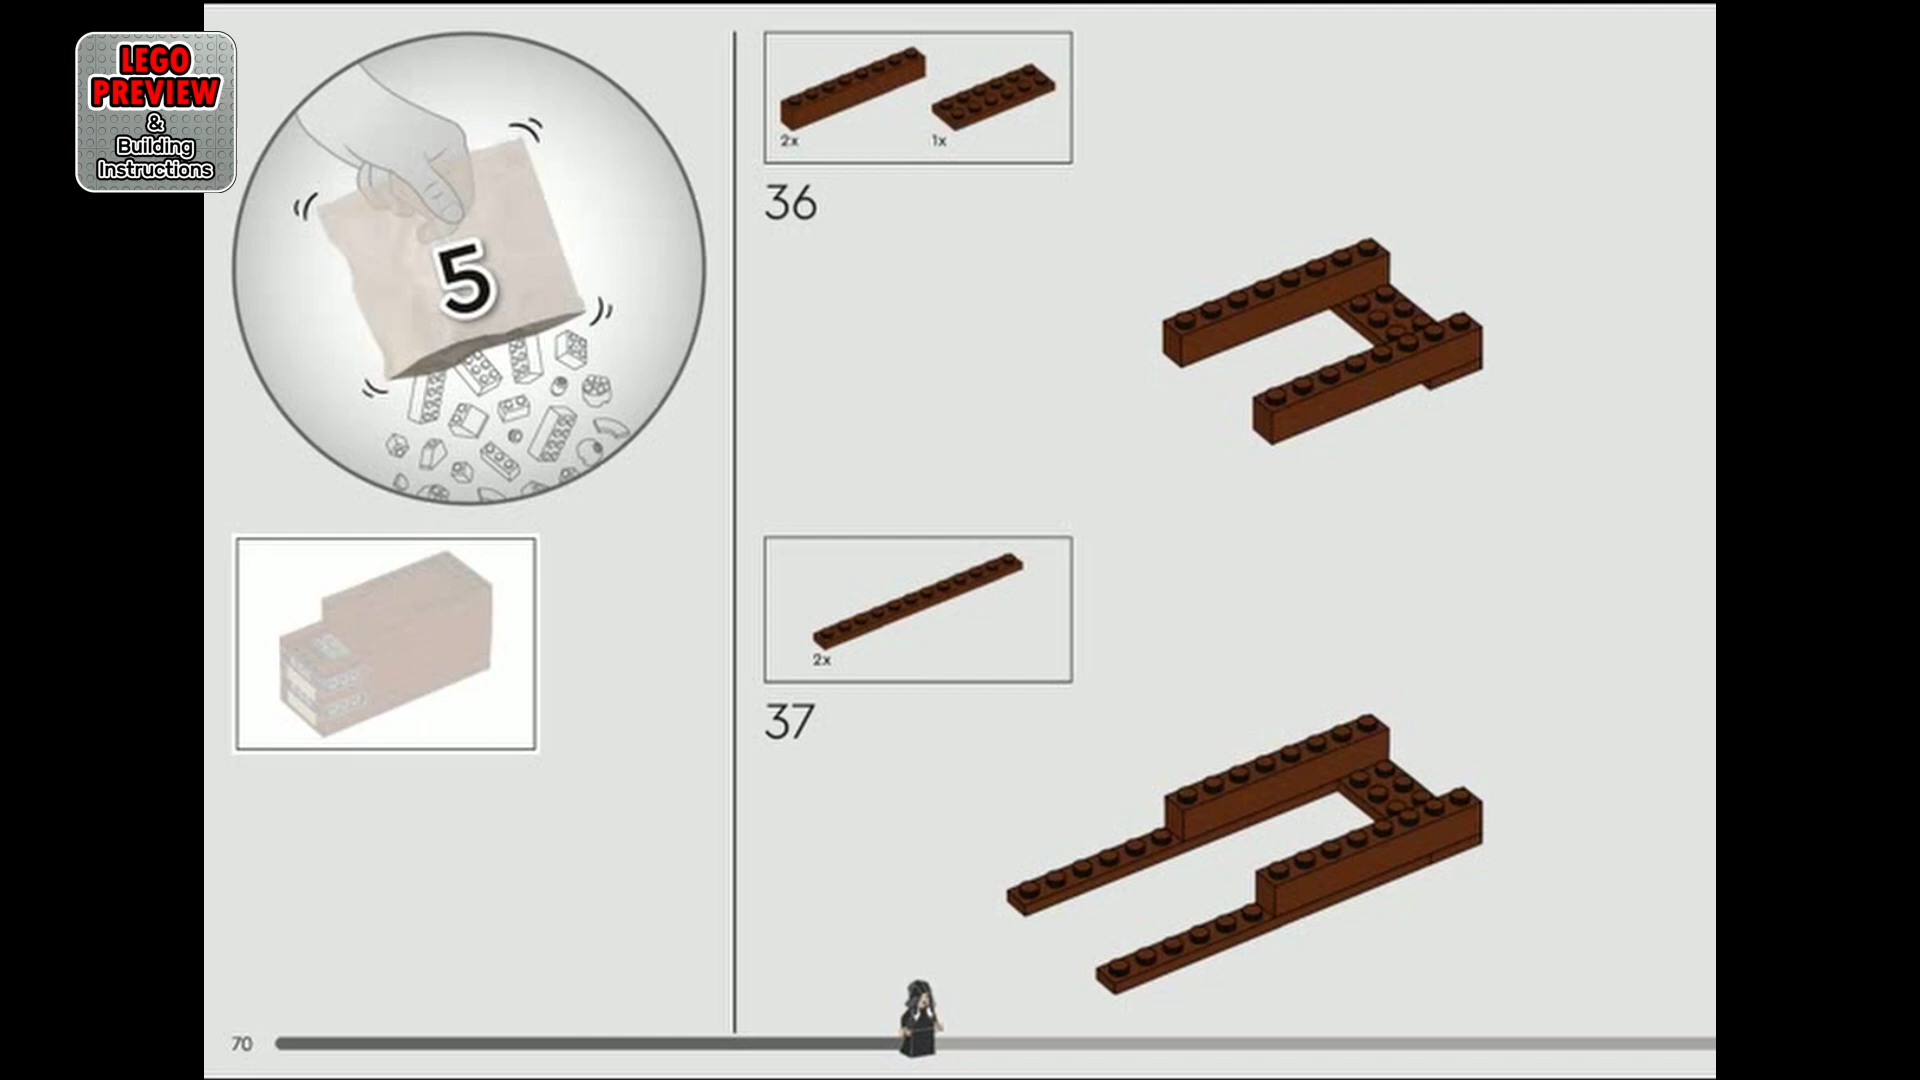 LEGO
PREVIEW
&
Building
Instructions
5
2x
1x
36
2x
37
70